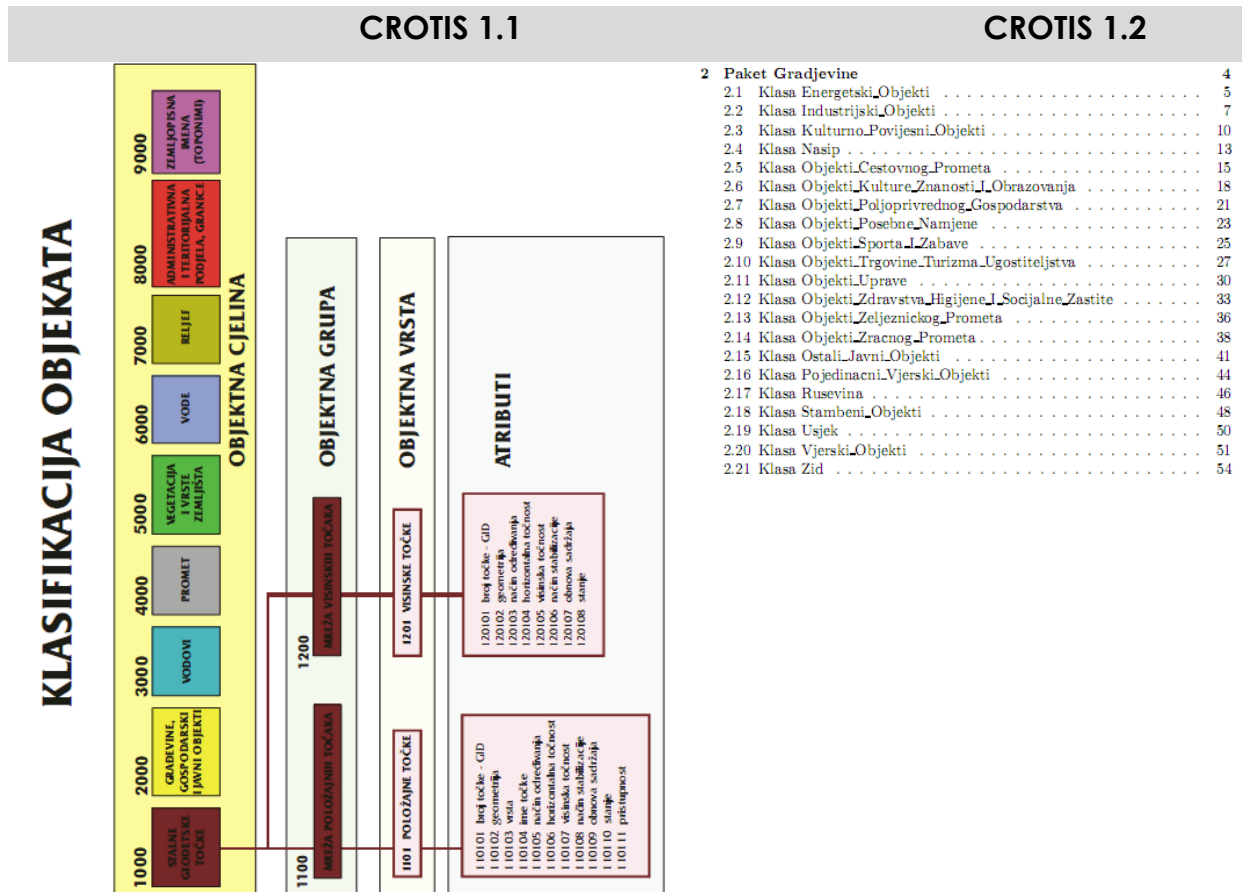 CROTIS 1.1
CROTIS 1.2
KLASIFIKACIJA OBJEKATA
1000
STALNE
GEODETSKE
TOČKE
2000
GRAĐEVINE,
GOSPODARSKI
I JAVNI OBJEKTI
3000
VODOVI
4000
PROMET
5000
VEGETACIJA
I VRSTE
ZEMLJIŠTA
6000
VODE
7000
RELJEF
8000
ADMINISTRATIVNA
I TERITORIJALNA
PODJELA, GRANICE
9000
ZEMLJOPISNA
IMENA
(TOPONIMI)
OBJEKTNA CJELINA
1100
MREŽA POLOŽAJNIH TOČAKA
1200
MREŽA VISINSKIH TOČAKA
OBJEKTNA GRUPA
1101 POLOŽAJNE TOČKE
1201 VISINSKE TOČKE
OBJEKTNA VRSTA
110101 broj točke - GID
110102 geometrija
110103 vrsta
110104 ime točke
110105 način određivanja
110106 horizontalna točnost
110107 visinska točnost
110108 način stabilizacije
110109 obnova sadržaja
110110 stanje
110111 pristupnost
120101 broj točke - GID
120102 geometrija
120103 način određivanja
120104 horizontalna točnost
120105 visinska točnost
120106 način stabilizacije
120107 obnova sadržaja
120108 stanje
ATRIBUTI
2 Paket Gradjevine 4
2.1 Klasa Energetski_Objekti . . . . . . . . . . . . . . . . . . . . . . . 5
2.2 Klasa Industrijski_Objekti . . . . . . . . . . . . . . . . . . . . . . 7
2.3 Klasa Kulturno_Povijesni_Objekti . . . . . . . . . . . . . . . . . . 10
2.4 Klasa Nasip . . . . . . . . . . . . . . . . . . . . . . . . . . . . . . 13
2.5 Klasa Objekti_Cestovnog_Prometa . . . . . . . . . . . . . . . . . 15
2.6 Klasa Objekti_Kulture_Znanosti_I_Obrazovanja . . . . . . . . . . 18
2.7 Klasa Objekti_Poljoprivrednog_Gospodarstva . . . . . . . . . . . 21
2.8 Klasa Objekti_Posebne_Namjene . . . . . . . . . . . . . . . . . . 23
2.9 Klasa Objekti_Sporta_I_Zabave . . . . . . . . . . . . . . . . . . . 25
2.10 Klasa Objekti_Trgovine_Turizma_Ugostiteljstva . . . . . . . . . . 27
2.11 Klasa Objekti_Uprave . . . . . . . . . . . . . . . . . . . . . . . . 30
2.12 Klasa Objekti_Zdravstva_Higijene_I_Socijalne_Zastite . . . . . . . 33
2.13 Klasa Objekti_Zeljeznickog_Prometa . . . . . . . . . . . . . . . . 36
2.14 Klasa Objekti_Zracnog_Prometa . . . . . . . . . . . . . . . . . . . 38
2.15 Klasa Ostali_Javni_Objekti . . . . . . . . . . . . . . . . . . . . . 41
2.16 Klasa Pojedinacni_Vjerski_Objekti . . . . . . . . . . . . . . . . . 44
2.17 Klasa Rusevina . . . . . . . . . . . . . . . . . . . . . . . . . . . . 46
2.18 Klasa Stambeni_Objekti . . . . . . . . . . . . . . . . . . . . . . . 48
2.19 Klasa Usjek . . . . . . . . . . . . . . . . . . . . . . . . . . . . . . 50
2.20 Klasa Vjerski_Objekti . . . . . . . . . . . . . . . . . . . . . . . . 51
2.21 Klasa Zid . . . . . . . . . . . . . . . . . . . . . . . . . . . . . . . 54